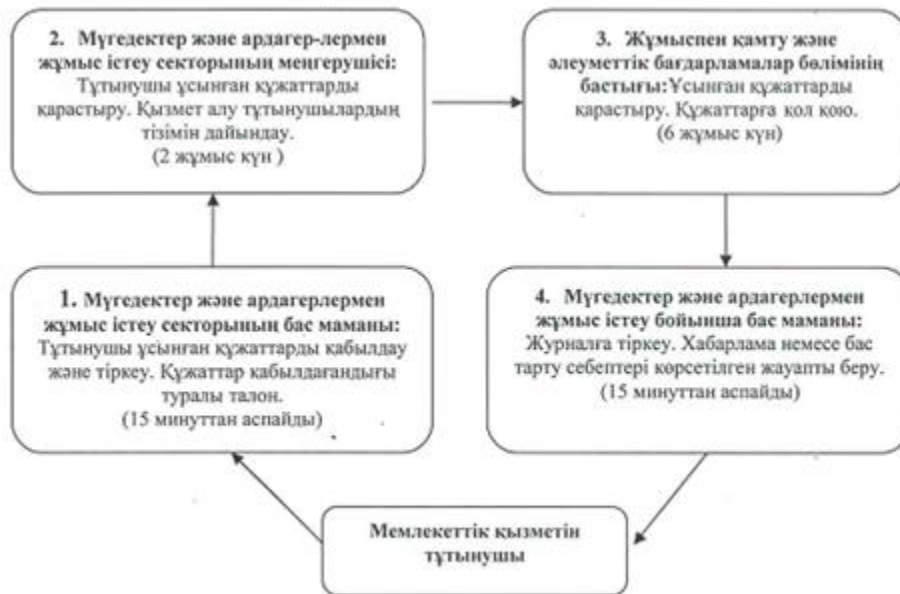 2. Мүгедектер және ардагер-лермен
жұмыс істеу секторының меңгерушісі:
Тұтынушы ұсынған құжаттарды
қарастыру. Қызмет алу тұтынушылардың
тізімін дайындау.
(2 жұмыс күн )
3. Жұмыспен қамту және
әлеуметтік бағдарламалар бөлімінің
бастығы:Ұсынған құжаттарды
қарастыру. Құжаттарға қол қою.
(6 жұмыс күн)
1. Мүгедектер және ардагерлермен
жұмыс істеу секторының бас маманы:
Тұтынушы ұсынған құжаттарды қабылдау
және тіркеу. Құжаттар қабылдағандығы
туралы талон.
(15 минуттан аспайды)
4. Мүгедектер және ардагерлермен
жұмыс істеу бойынша бас маманы:
Журналға тіркеу. Хабарлама немесе бас
тарту себептері көрсетілген жауапты беру.
(15 минуттан аспайды)
Мемлекеттік қызметін
тұтынушы